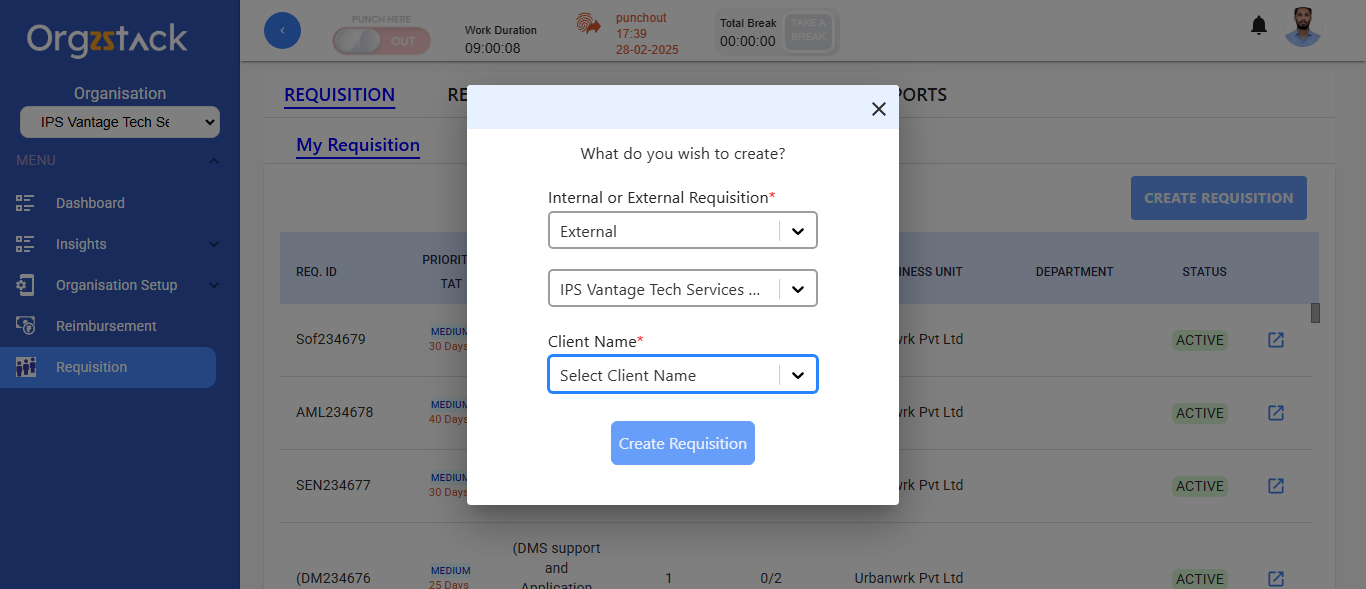 Orgzstack
Organisation
IPS Vantage Tech Se
MENU
Dashboard
Insights
Organisation Setup
Reimbursement
Requisition
PUNCH HERE
OUT
Work Duration
09:00:08
punchout
17:39
28-02-2025
Total Break
00:00:00
TAKE A
BREAK
REQUISITION
RE
PORTS
My Requisition
CREATE REQUISITION
What do you wish to create?
Internal or External Requisition*
External
IPS Vantage Tech Services ...
Client Name*
Select Client Name
Create Requisition
REQ. ID
PRIORIT
TAT
NESS UNIT
DEPARTMENT
STATUS
Sof234679
MEDIUM
30 Days
rk Pvt Ltd
ACTIVE
AML234678
MEDIUM
40 Days
rk Pvt Ltd
ACTIVE
SEN234677
MEDIUM
30 Days
rk Pvt Ltd
ACTIVE
(DM234676
MEDIUM
25 Days
(DMS support
and
Application
1
0/2
Urbanwrk Pvt Ltd
ACTIVE